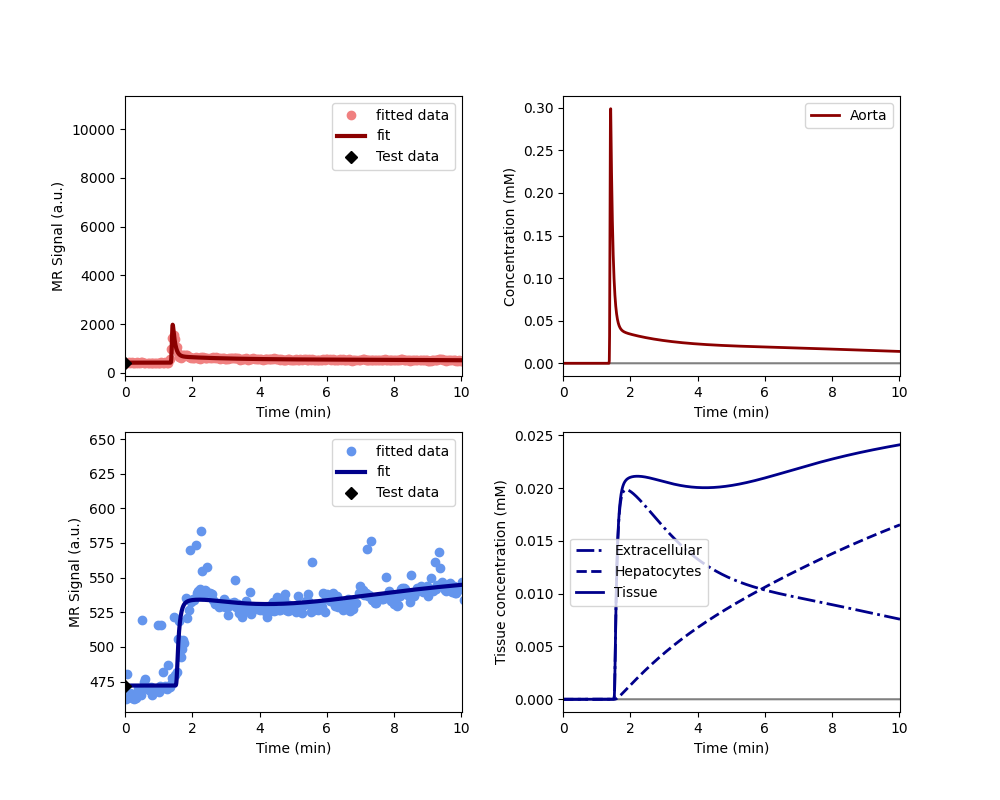 MR Signal (a.u.)
10000
8000
6000
4000
2000
0
fitted data
fit
Test data
0 2 4 6 8 10
Time (min)
Concentration (mM)
0.30
0.25
0.20
0.15
0.10
0.05
0.00
Aorta
0 2 4 6 8 10
Time (min)
MR Signal (a.u.)
650
625
600
575
550
525
500
475
fitted data
fit
Test data
0 2 4 6 8 10
Time (min)
Tissue concentration (mM)
0.025
0.020
0.015
0.010
0.005
0.000
Extracellular
Hepatocytes
Tissue
0 2 4 6 8 10
Time (min)